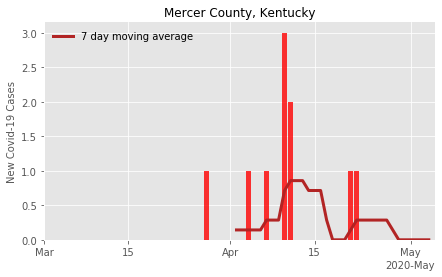 Mercer County, Kentucky
7 day moving average
New Covid-19 Cases
3.0
2.5
2.0
1.5
1.0
0.5
0.0
Mar
15
Apr
15
May
2020-May